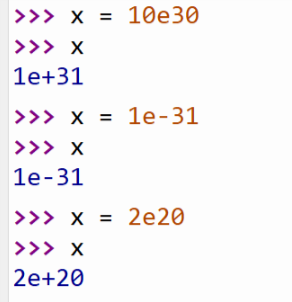 >>> x = 10e30
>>> x
1e+31
>>> x = 1e-31
>>> x
1e-31
>>> x = 2e20
>>> x
2e+20